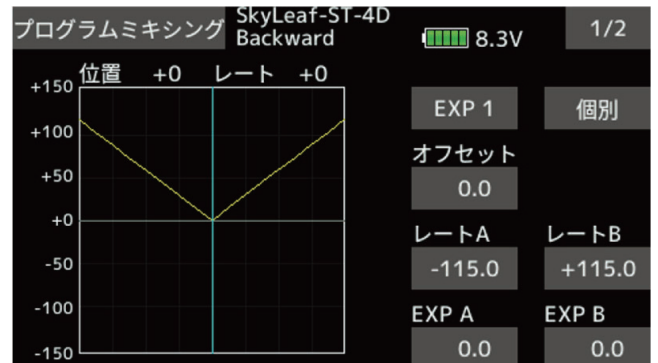 プログラムミキシング
SkyLeaf-ST-4D
Backward
8.3V
1/2
位置 +0 レート +0
+150
+100
+50
+0
-50
-100
-150
EXP 1
個別
オフセット
0.0
レートA
レートB
-115.0
+115.0
EXP A
EXP B
0.0
0.0